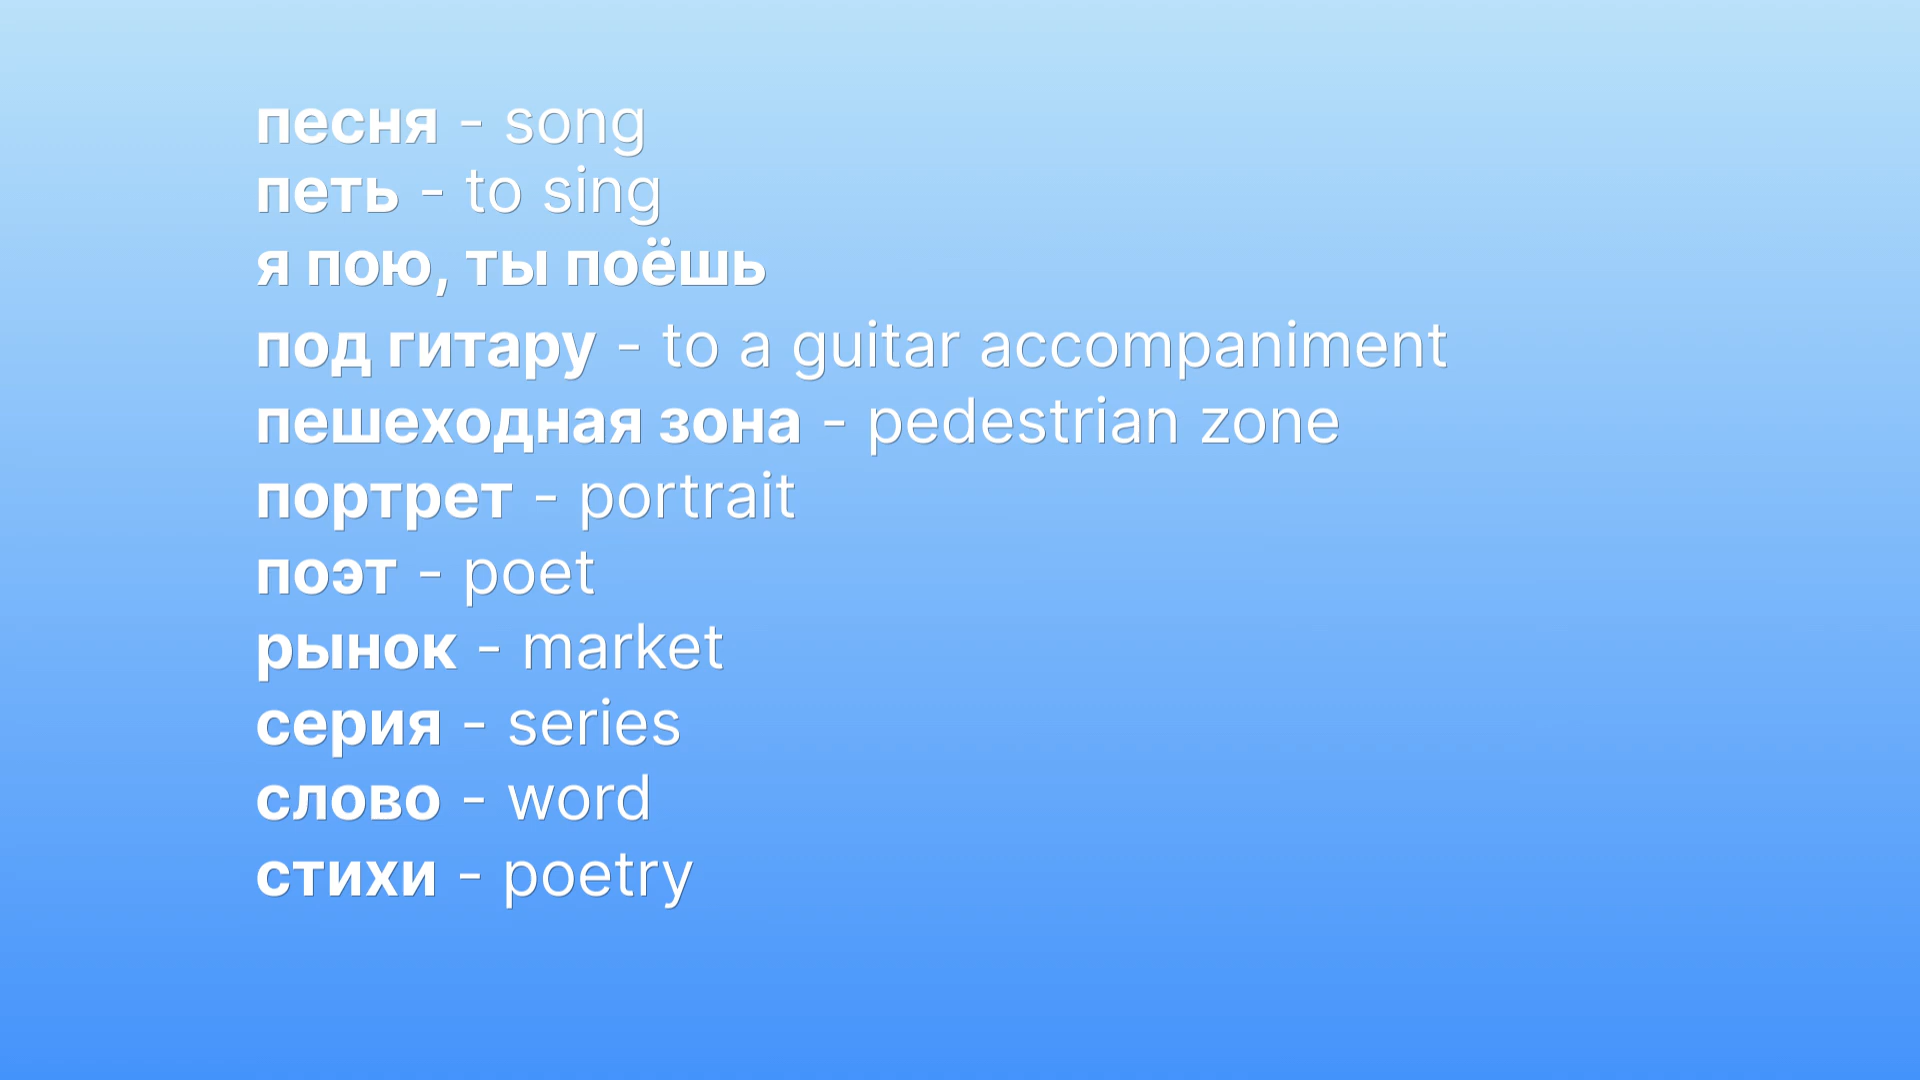 песня - song
петь - to sing
я пою, ты поёшь
под гитару - to a guitar accompaniment
пешеходная зона - pedestrian zone
портрет - portrait
поэт - poet
рынок - market
серия - series
слово - word
стихи - poetry